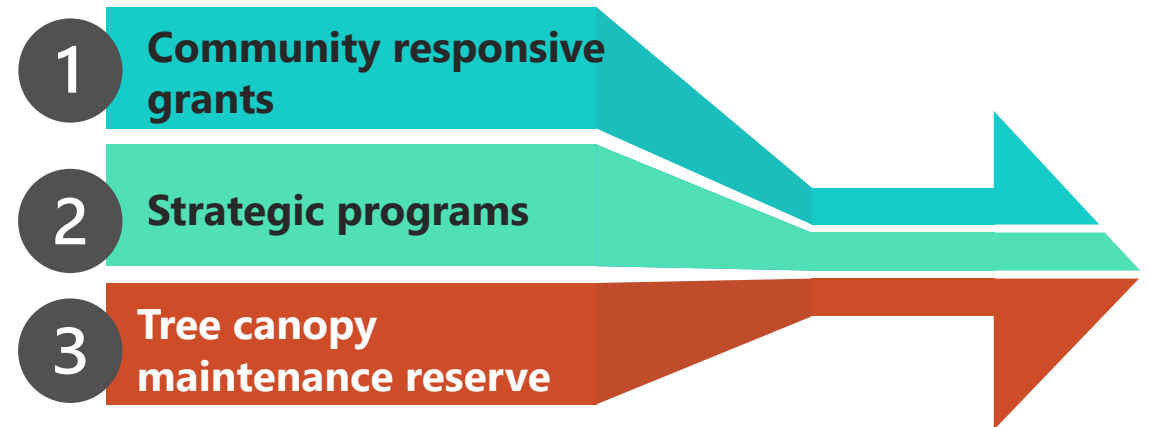 1
Community responsive
grants
2
Strategic programs
3
Tree canopy
maintenance reserve